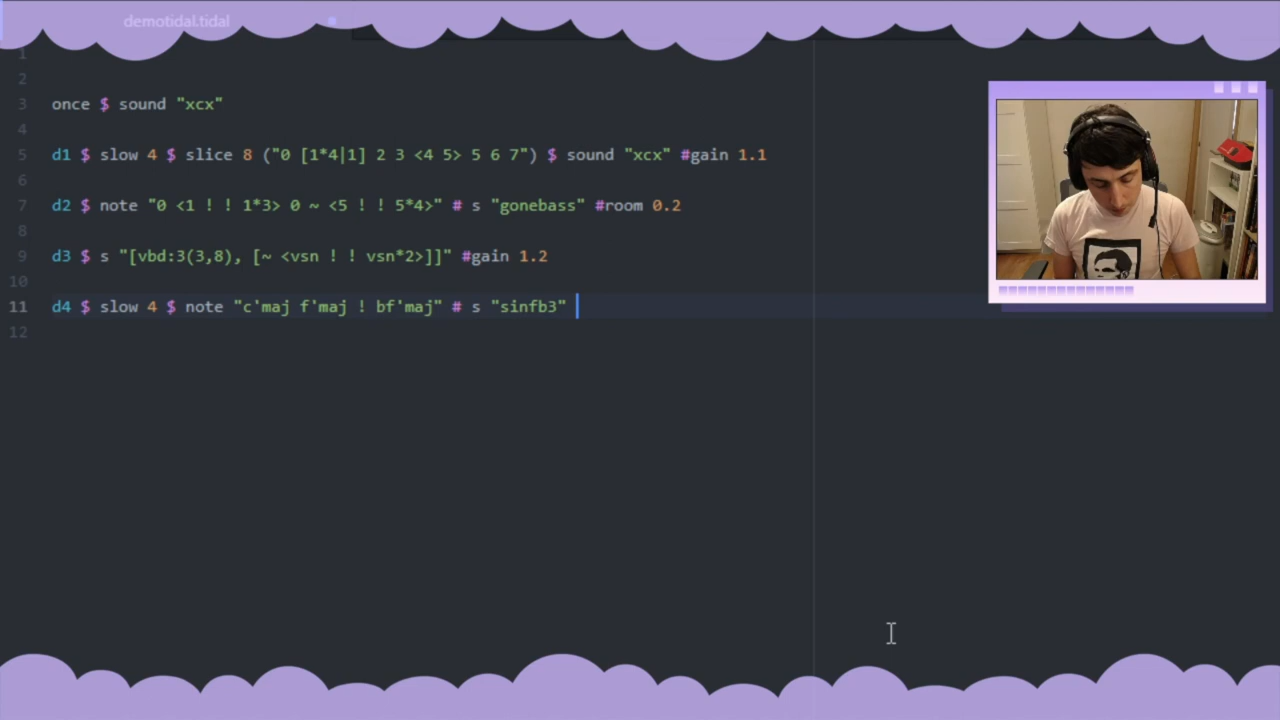 demotidal.tidal
1
2
3 once $ sound "xcx"
4
5 d1 $ slow 4 $ slice 8 ("0 [1*4|1] 2 3 <4 5> 5 6 7") $ sound "xcx" #gain 1.1
6
7 d2 $ note "0 <1 ! ! 1*3> 0 ~ <5 ! ! 5*4>" # s "gonebass" #room 0.2
8
9 d3 $ s "[vbd:3(3,8), [~ <vsn ! ! vsn*2>]]" #gain 1.2
10
11 d4 $ slow 4 $ note "c'maj f'maj ! bf'maj" # s "sinfb3"
12